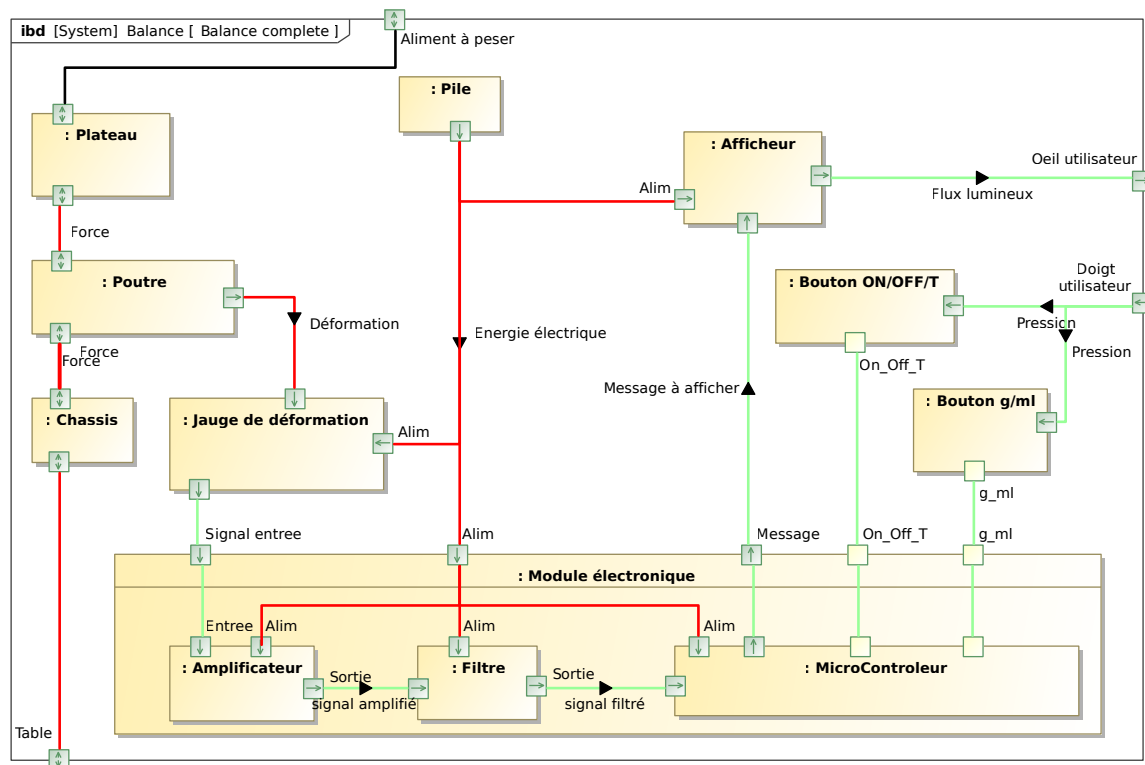 ibd [System] Balance [ Balance complete ]
Aliment à peser
: Pile
: Plateau
: Afficheur
Oeil utilisateur
Alim
Flux lumineux
Force
: Poutre
: Bouton ON/OFF/T
Doigt
utilisateur
Déformation
Pression
Energie électrique
Pression
Force
Force
On_Off_T
Message à afficher
: Bouton g/ml
: Chassis
: Jauge de déformation
Alim
g_ml
Signal entree
Alim
Message
On_Off_T
g_ml
: Module électronique
Entree
Alim
Alim
Alim
: Amplificateur
: Filtre
: MicroControleur
Sortie
Sortie
signal amplifié
signal filtré
Table